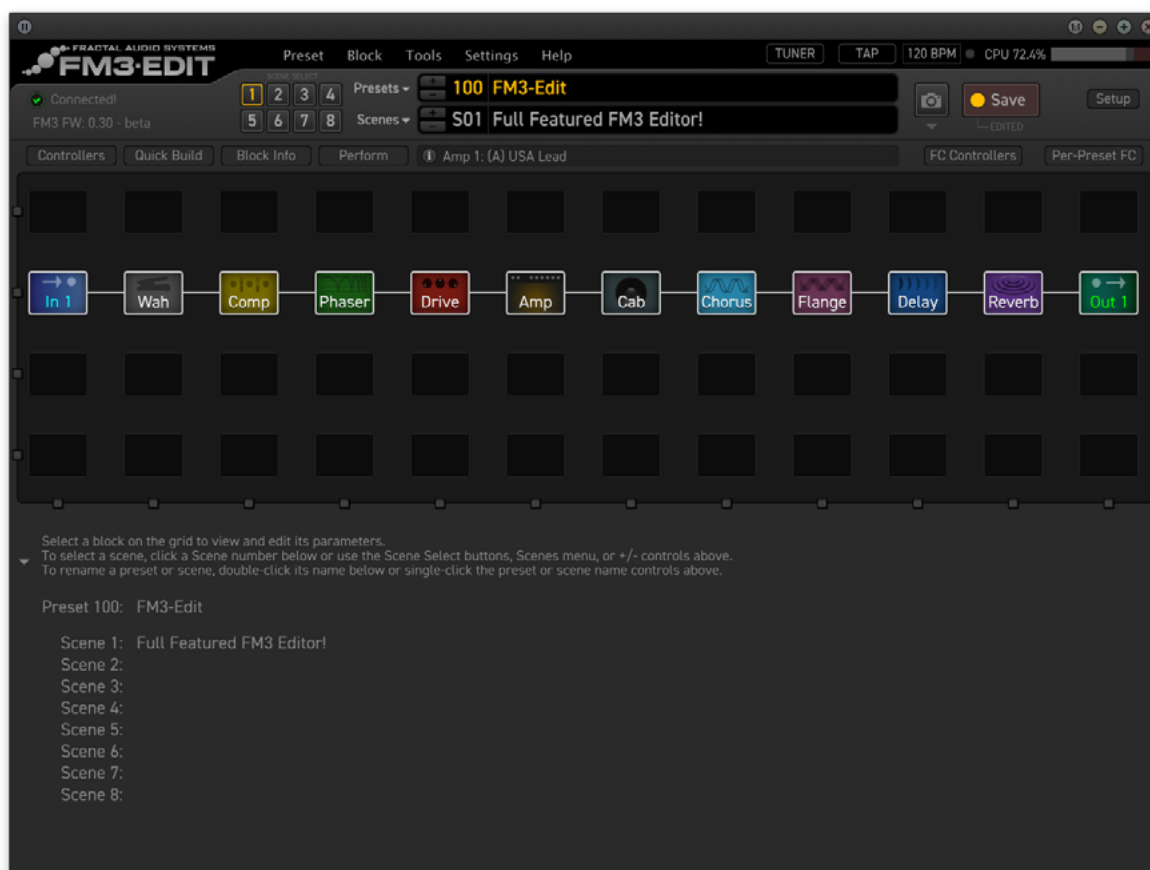 FRACTAL AUDIO SYSTEMS
FM3·EDIT
Preset Block Tools Settings Help
TUNER TAP 120 BPM CPU 72.4%
SCENE SELECT
1 2 3 4
5 6 7 8
Presets 100 FM3-Edit
Scenes S01 Full Featured FM3 Editor!
Connected!
FM3 FW: 0.30 - beta
Save
EDITED
Setup
Controllers Quick Build Block Info Perform Amp 1: (A) USA Lead FC Controllers Per-Preset FC
In 1 Wah Comp Phaser Drive Amp Cab Chorus Flange Delay Reverb Out 1
Select a block on the grid to view and edit its parameters.
To select a scene, click a Scene number below or use the Scene Select buttons, Scenes menu, or +/- controls above.
To rename a preset or scene, double-click its name below or single-click the preset or scene name controls above.
Preset 100: FM3-Edit
Scene 1: Full Featured FM3 Editor!
Scene 2:
Scene 3:
Scene 4:
Scene 5:
Scene 6:
Scene 7:
Scene 8: